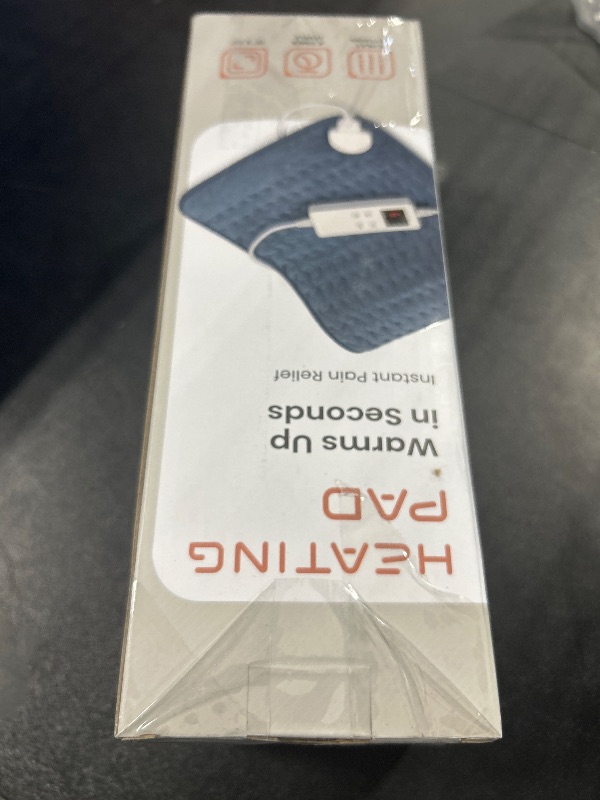 HEATING
PAD
Warms Up
in Seconds
Instant Pain Relief